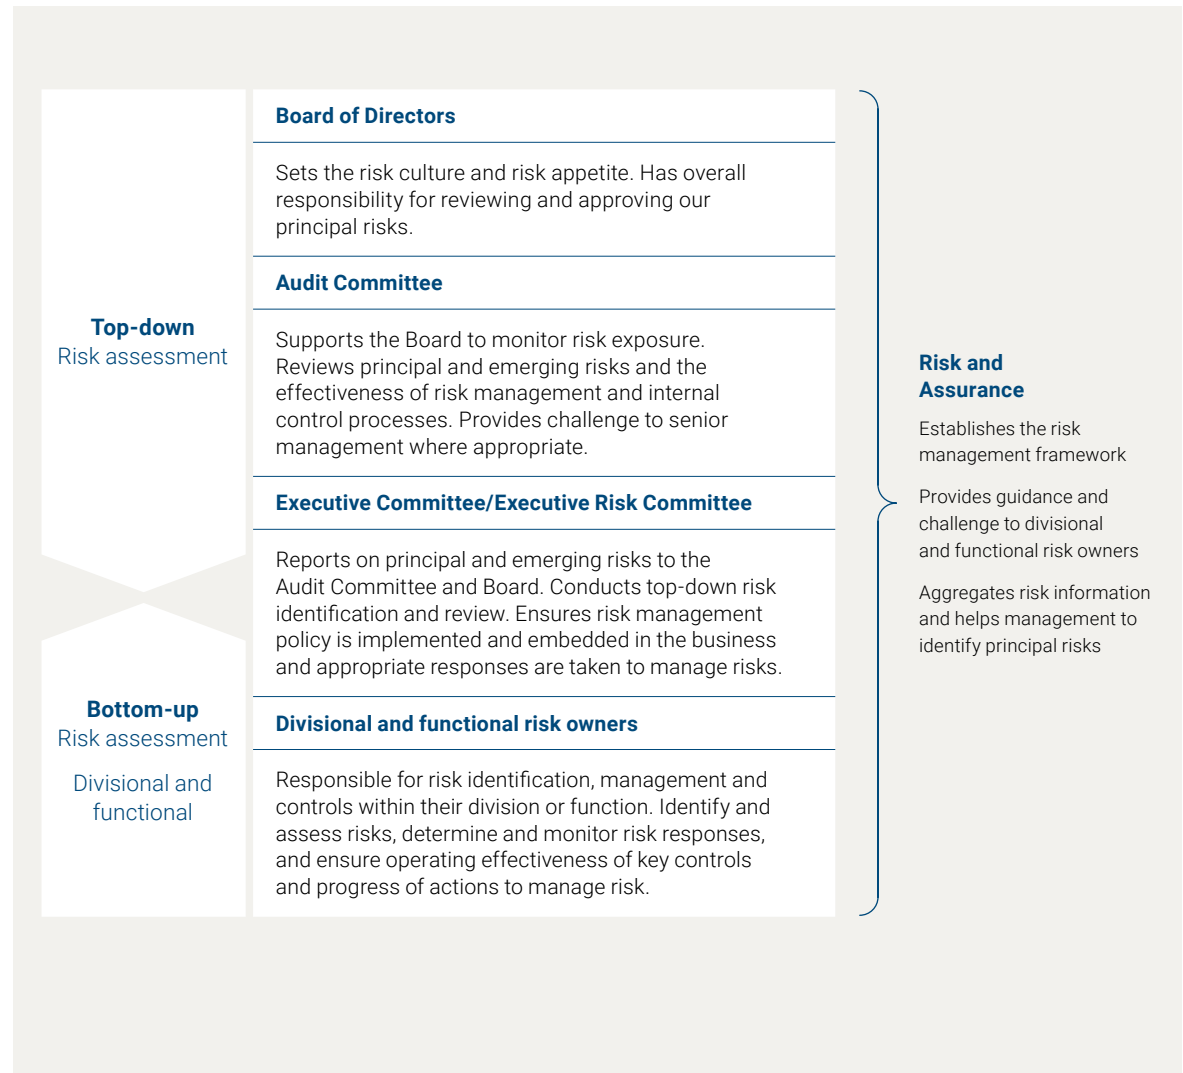 Top-down
Risk assessment
Bottom-up
Risk assessment
Divisional and
functional
Board of Directors
Sets the risk culture and risk appetite. Has overall
responsibility for reviewing and approving our
principal risks.
Audit Committee
Supports the Board to monitor risk exposure.
Reviews principal and emerging risks and the
effectiveness of risk management and internal
control processes. Provides challenge to senior
management where appropriate.
Executive Committee/Executive Risk Committee
Reports on principal and emerging risks to the
Audit Committee and Board. Conducts top-down risk
identification and review. Ensures risk management
policy is implemented and embedded in the business
and appropriate responses are taken to manage risks.
Divisional and functional risk owners
Responsible for risk identification, management and
controls within their division or function. Identify and
assess risks, determine and monitor risk responses,
and ensure operating effectiveness of key controls
and progress of actions to manage risk.
Risk and
Assurance
Establishes the risk
management framework
Provides guidance and
challenge to divisional
and functional risk owners
Aggregates risk information
and helps management to
identify principal risks